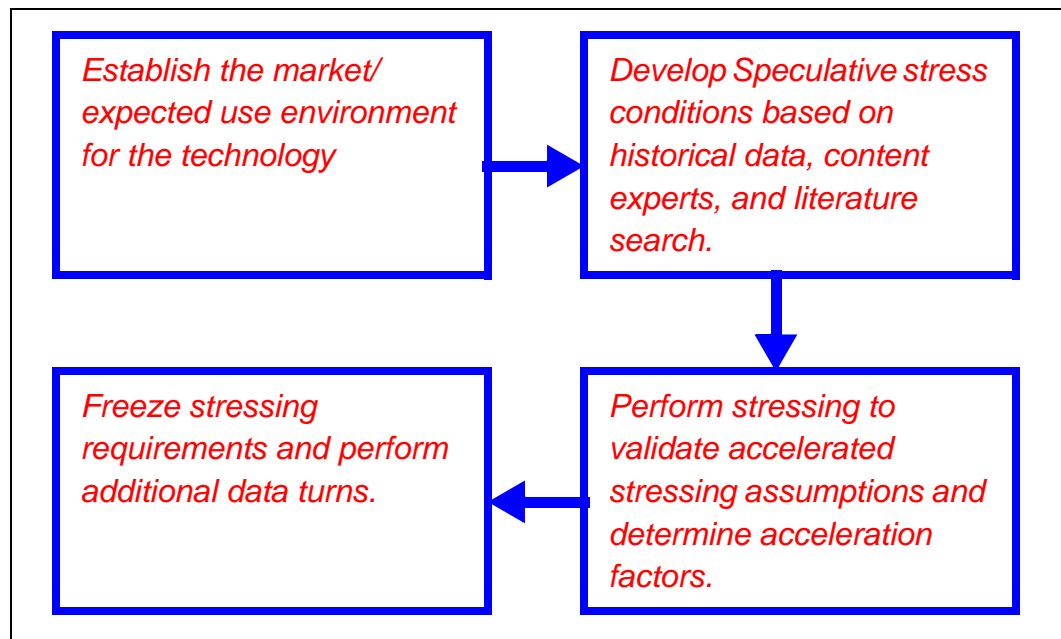 Establish the market/
expected use environment
for the technology
Develop Speculative stress
conditions based on
historical data, content
experts, and literature
search.
Perform stressing to
validate accelerated
stressing assumptions and
determine acceleration
factors.
Freeze stressing
requirements and perform
additional data turns.